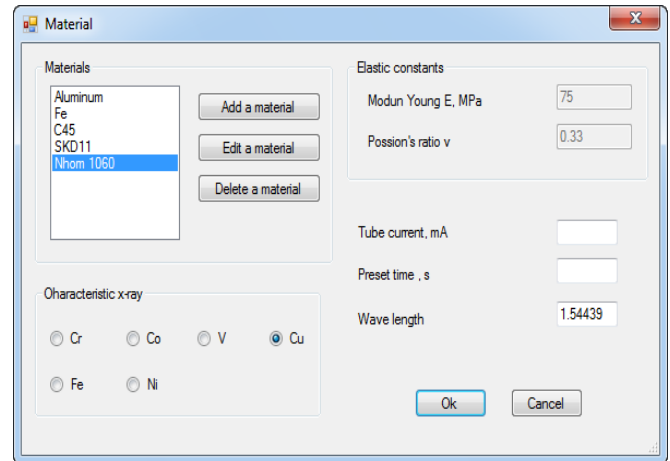 Material
Materials
Aluminum
Fe
C45
SKD11
Nhom 1060
Add a material
Edit a material
Delete a material
Elastic constants
Modun Young E, MPa
75
Possion's ratio v
0.33
Tube current, mA
Preset time , s
Wave length
1.54439
Oharacteristic x-ray
Cr Co V Cu
Fe Ni
Ok Cancel